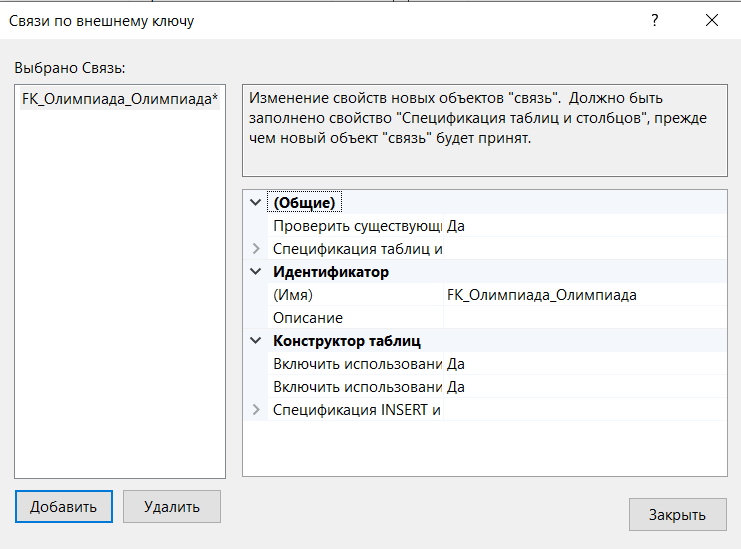 Связи по внешнему ключу
?
Выбрано Связь:
FK_Олимпиада_Олимпиада*
Изменение свойств новых объектов "связь". Должно быть
заполнено свойство "Спецификация таблиц и столбцов", прежде
чем новый объект "связь" будет принят.
(Общие)
Проверить существующ Да
Спецификация таблиц и
Идентификатор
(Имя) FK_Олимпиада_Олимпиада
Описание
Конструктор таблиц
Включить использовани Да
Включить использовани Да
Спецификация INSERT и
Добавить
Удалить
Закрыть